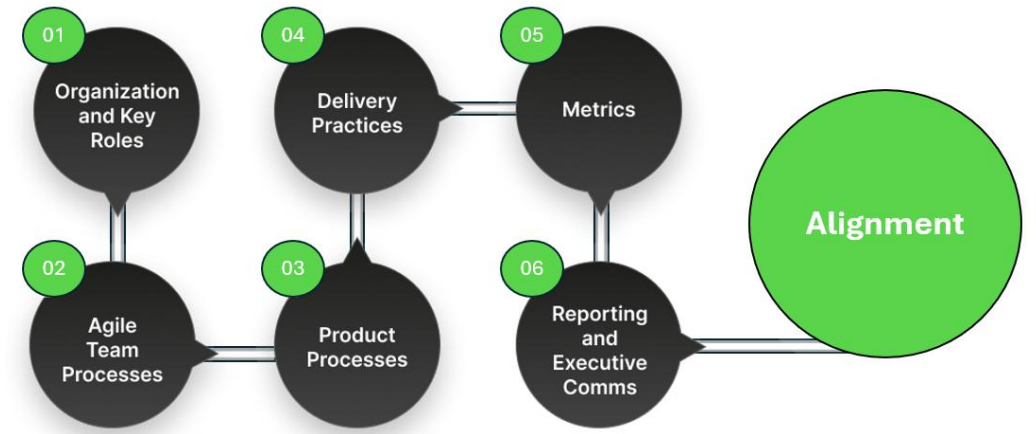 01
Organization
and Key
Roles
02
Agile
Team
Processes
03
Product
Processes
04
Delivery
Practices
05
Metrics
06
Reporting
and
Executive
Comms
Alignment